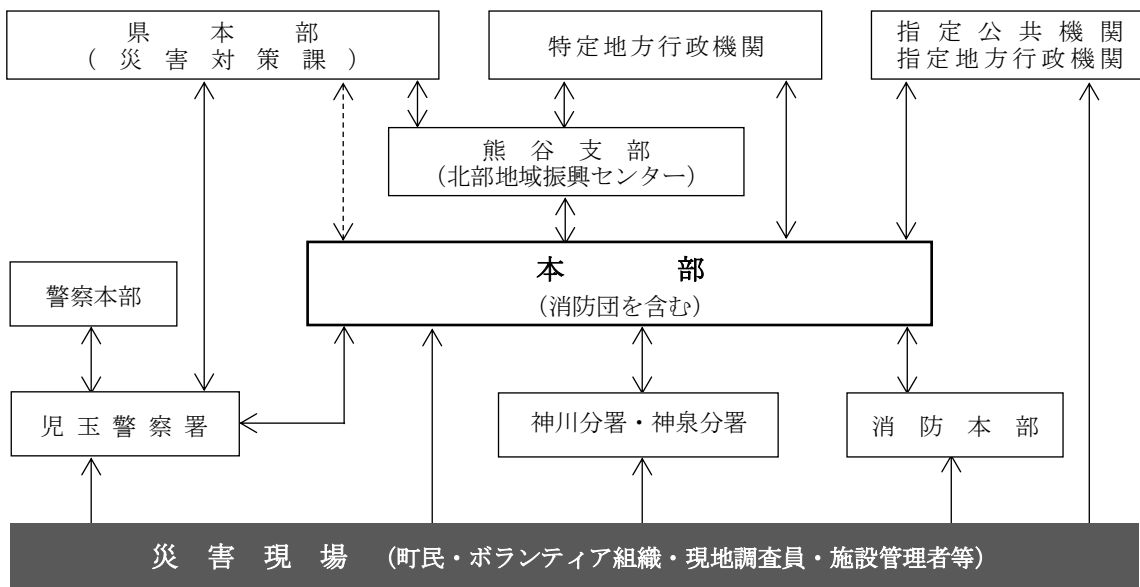 県本部
(災害対策課)
特定地方行政機関
指定公共機関
指定地方行政機関
熊谷支部
(北部地域振興センター)
本部
(消防団を含む)
警察本部
児玉警察署
神川分署・神泉分署
消防本部
災害現場 (町民・ボランティア組織・現地調査員・施設管理者等)